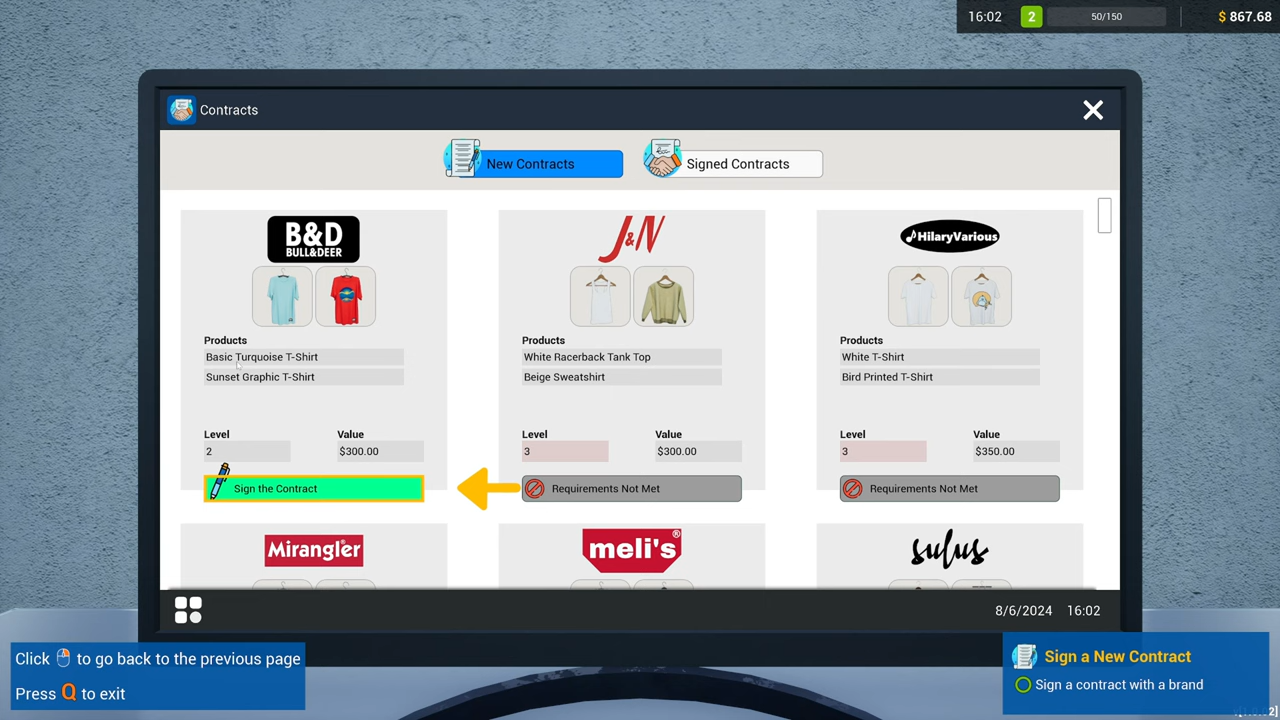 16:02 2 50/150 $ 867.68
Contracts
New Contracts Signed Contracts
B&D
BULL&DEER
Products
Basic Turquoise T-Shirt
Sunset Graphic T-Shirt
Level Value
2 $300.00
Sign the Contract
J&N
Products
White Racerback Tank Top
Beige Sweatshirt
Level Value
3 $300.00
Requirements Not Met
HilaryVarious
Products
White T-Shirt
Bird Printed T-Shirt
Level Value
3 $350.00
Requirements Not Met
Mirangler
meli's®
sulus
8/6/2024 16:02
Click to go back to the previous page
Press Q to exit
Sign a New Contract
Sign a contract with a brand